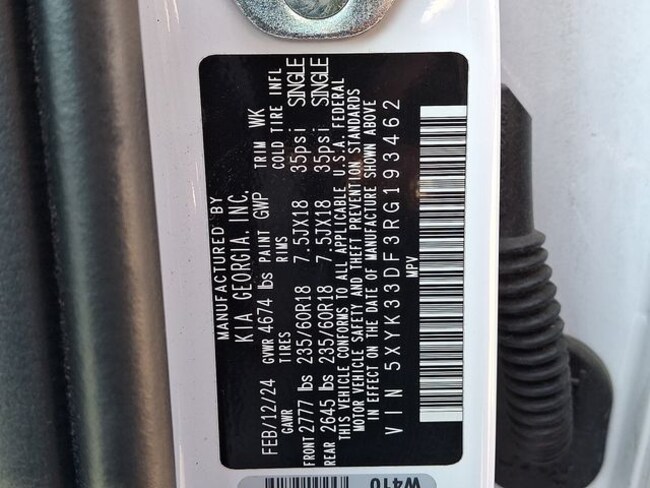 MANUFACTURED BY
KIA GEORGIA, INC.
FEB/12/24 GVWR 4674 lbs PAINT GWP TRIM WK
GAWR TIRES RIMS COLD TIRE INFL
FRONT 2777 lbs 235/60R18 7.5JX18 35psi SINGLE
REAR 2645 lbs 235/60R18 7.5JX18 35psi SINGLE
THIS VEHICLE CONFORMS TO ALL APPLICABLE U.S.A. FEDERAL
MOTOR VEHICLE SAFETY AND THEFT PREVENTION STANDARDS
IN EFFECT ON THE DATE OF MANUFACTURE SHOWN ABOVE
VIN 5XYK33DF3RG193462
MPV
W410